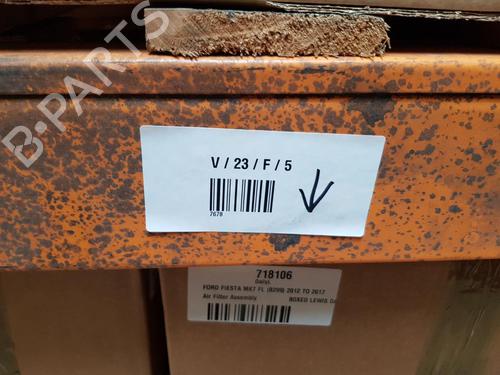 B-PARTS
V / 23 / F / 5
7678
718106
FORD FIESTA MK7 FL (B299) 2012 TO 2017
Air Filter Assembly BOXED LEWIS